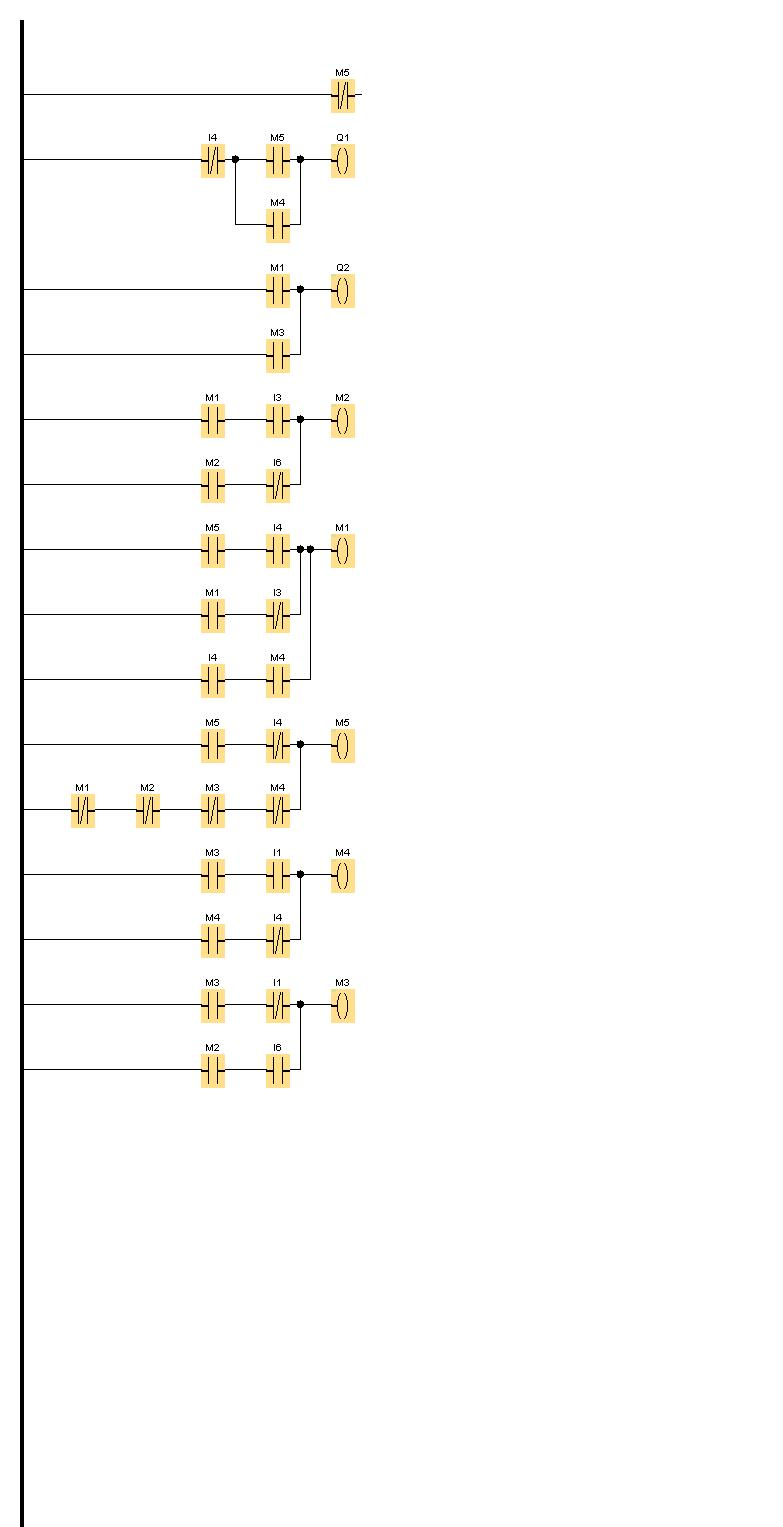 M5
I4 M5 Q1
M4
M1 Q2
M3
M1 I3 M2
M2 I6
M5 I4 M1
M1 I3
I4 M4
M5 I4 M5
M1 M2 M3 M4
M3 I1 M4
M4 I4
M3 I1 M3
M2 I6